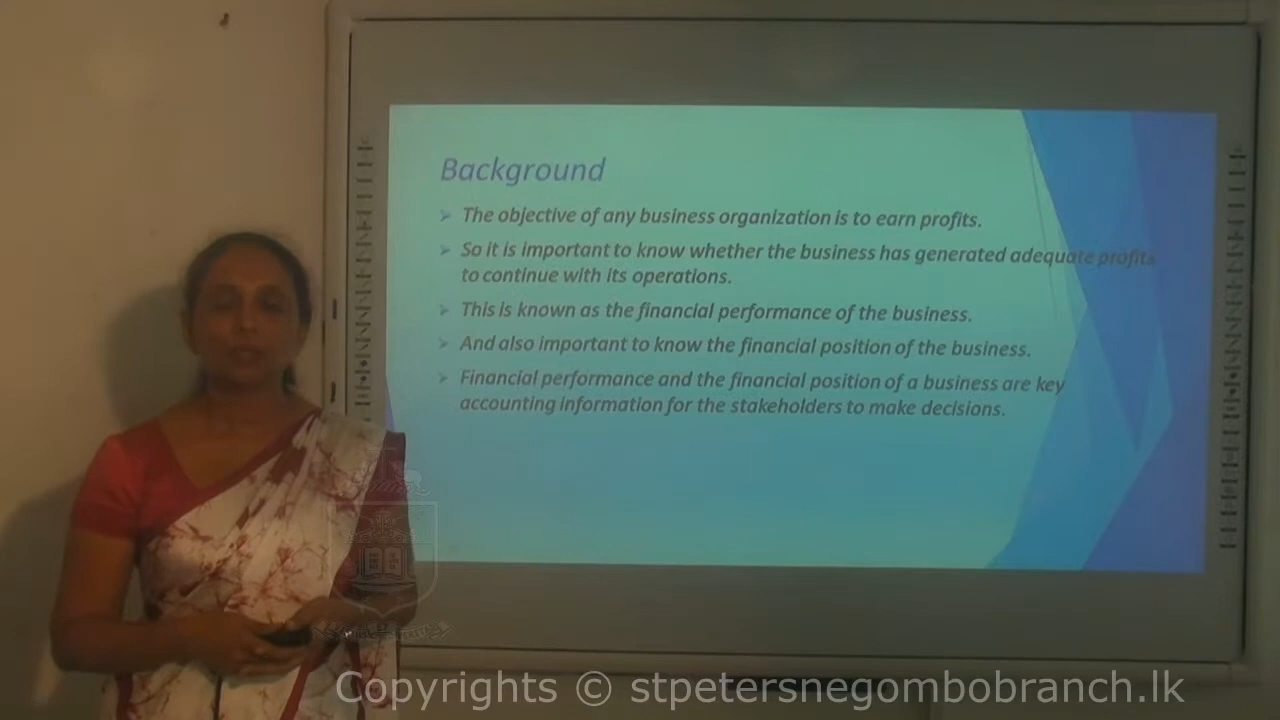 Background
The objective of any business organization is to earn profits.
So it is important to know whether the business has generated adequate profits
to continue with its operations.
This is known as the financial performance of the business.
And also important to know the financial position of the business.
Financial performance and the financial position of a business are key
accounting information for the stakeholders to make decisions.
Copyrights © stpetersnegombobranch.lk